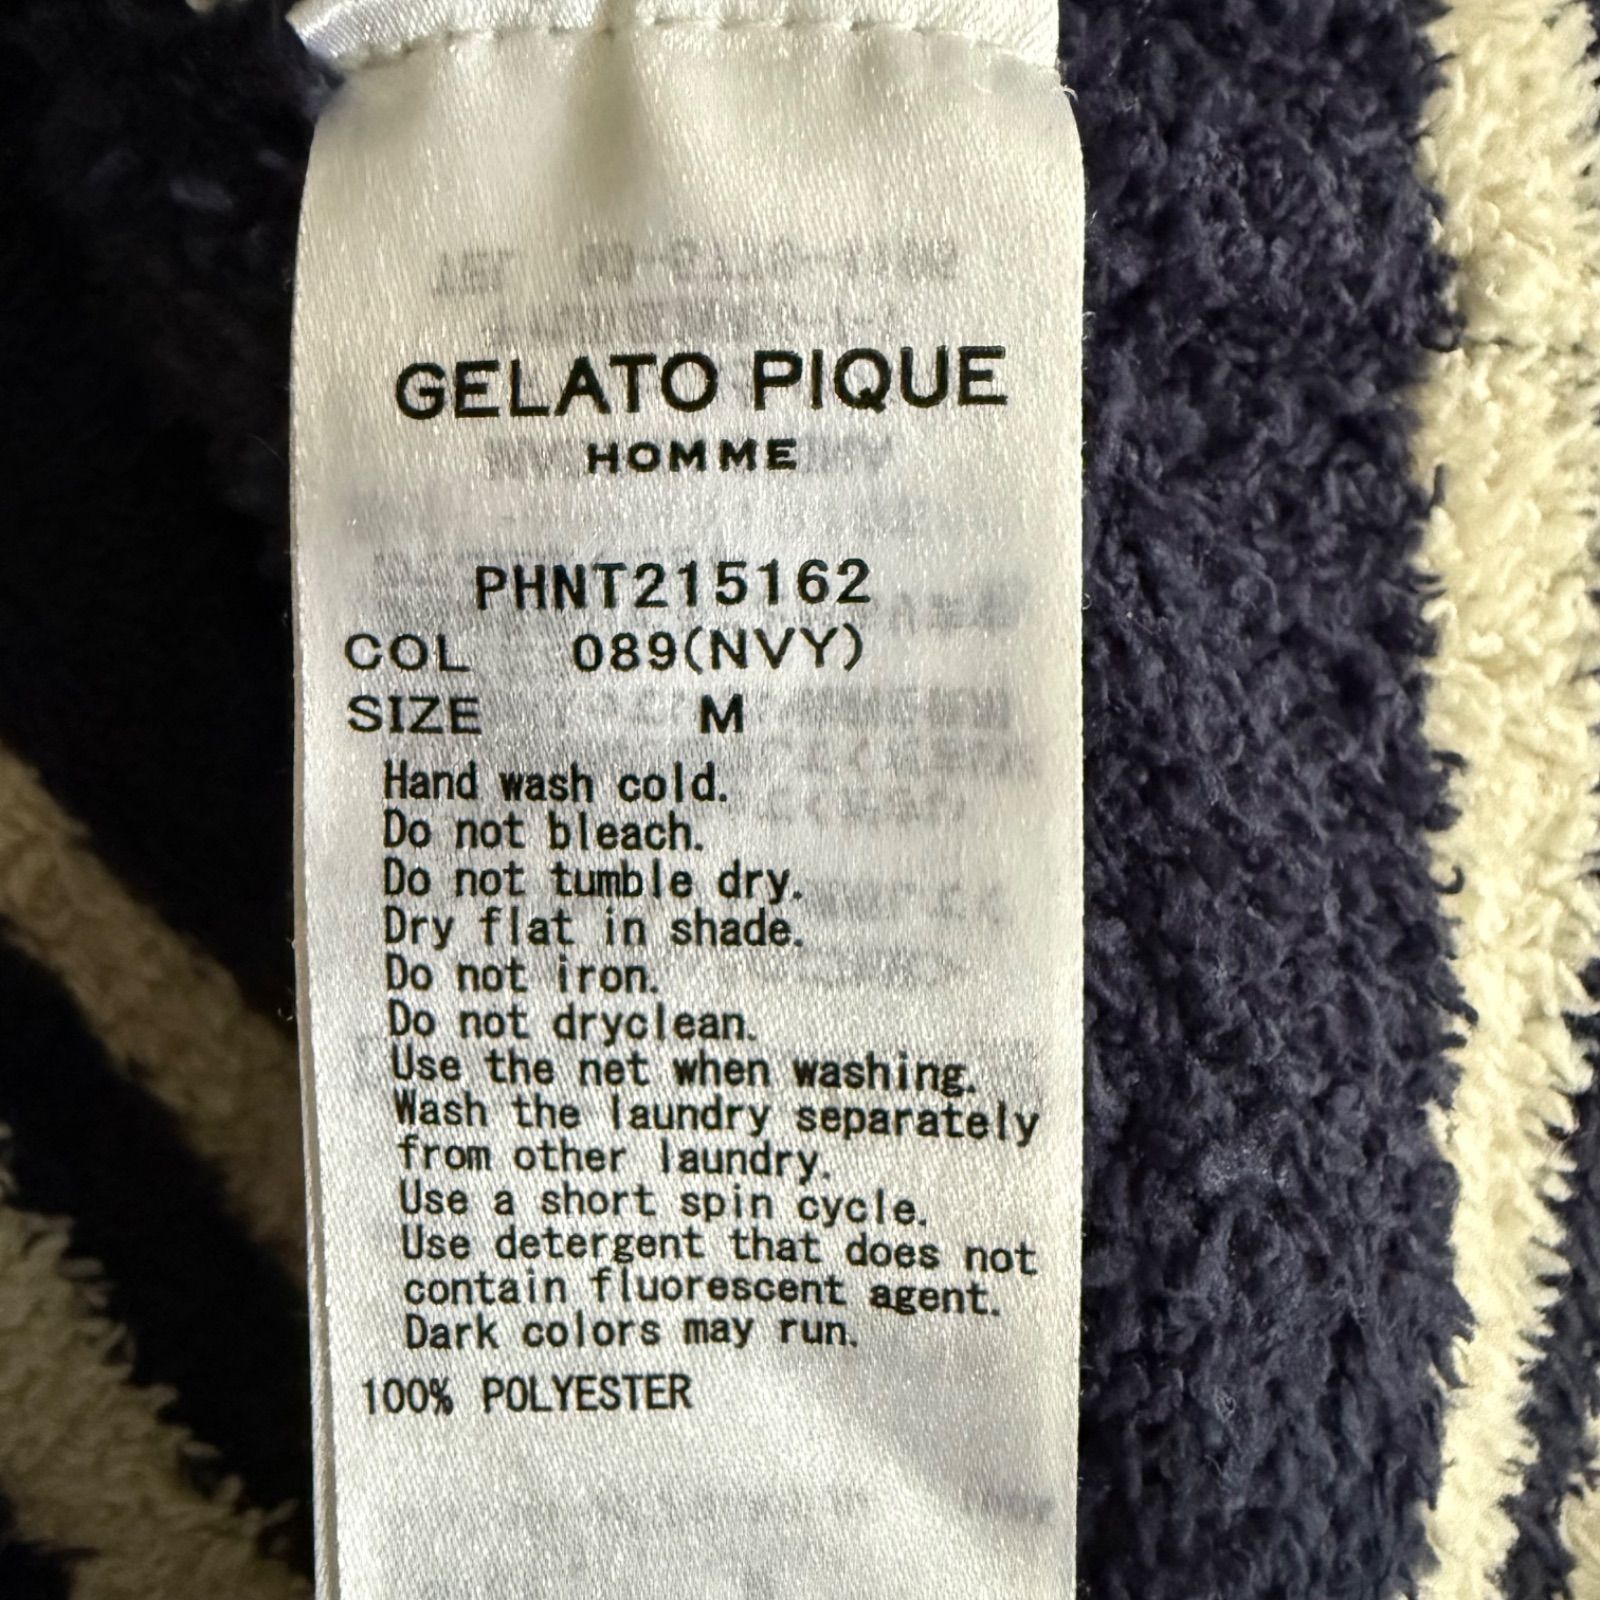 GELATO PIQUE
HOMME
PHNT215162
COL 089(NVY)
SIZE M
Hand wash cold.
Do not bleach.
Do not tumble dry.
Dry flat in shade.
Do not iron.
Do not dryclean.
Use the net when washing.
Wash the laundry separately
from other laundry.
Use a short spin cycle.
Use detergent that does not
contain fluorescent agent.
Dark colors may run.
100% POLYESTER